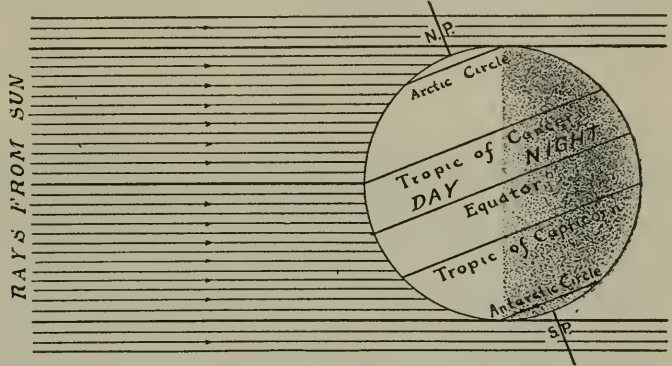 RAYS FROM SUN
N.P.
Arctic Circle
Tropic of Cancer
NIGHT
DAY
Equator
Tropic of Capricorn
Antarctic Circle
S.P.